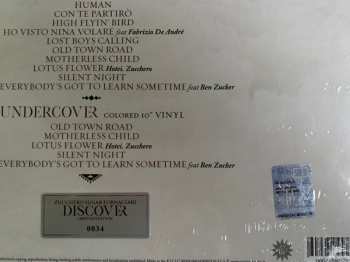 HUMAN
CON TE PARTIRÒ
HIGH FLYIN' BIRD
HO VISTO NINA VOLARE feat Fabrizio De André
LOST BOYS CALLING
OLD TOWN ROAD
MOTHERLESS CHILD
LOTUS FLOWER Hotei, Zucchero
SILENT NIGHT
EVERYBODY'S GOT TO LEARN SOMETIME feat Ben Zucker
UNDERCOVER COLORED 10" VINYL
OLD TOWN ROAD
MOTHERLESS CHILD
LOTUS FLOWER Hotei, Zucchero
SILENT NIGHT
EVERYBODY'S GOT TO LEARN SOMETIME feat Ben Zucker
ZUCCHERO SUGAR FORNACIARI
DISCOVER
0034